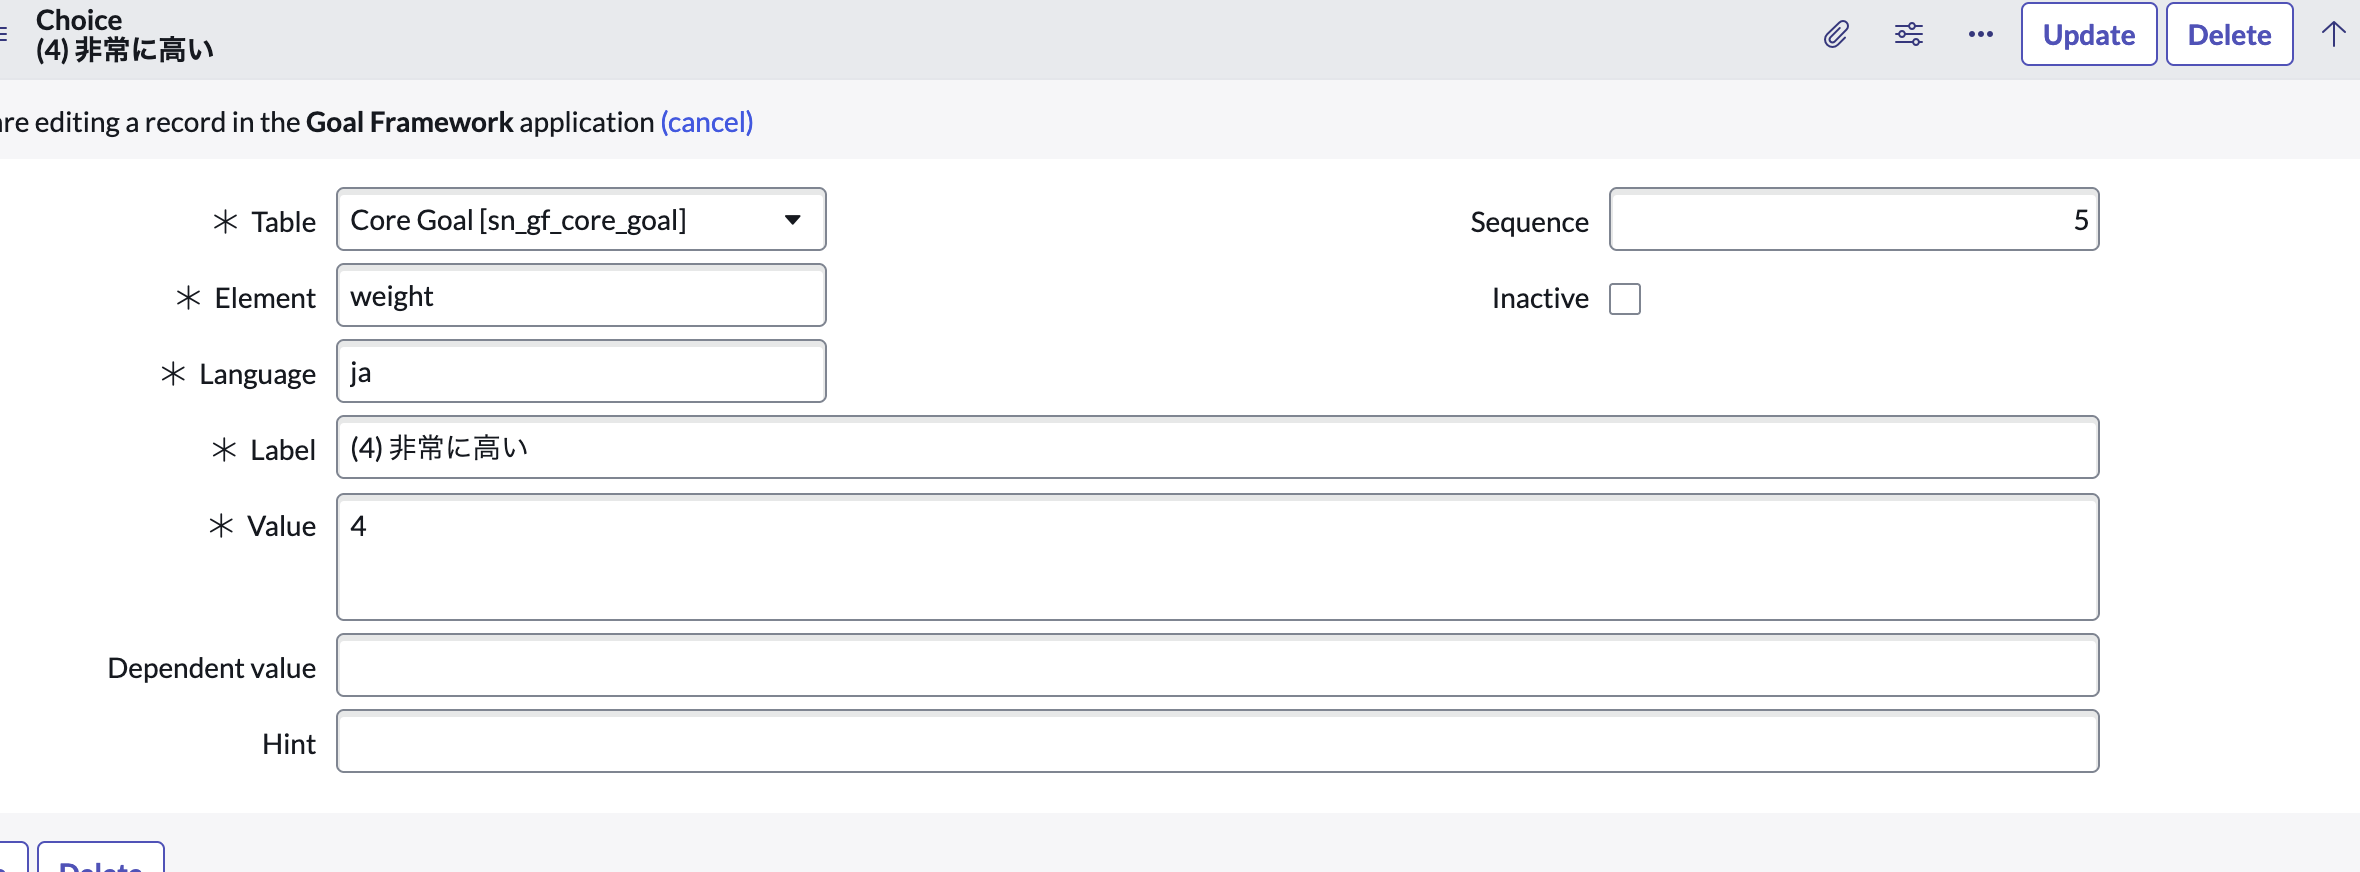 Choice
(4) 非常に高い
Update
Delete
are editing a record in the Goal Framework application (cancel)
Table
Core Goal [sn_gf_core_goal]
Sequence
5
Element
weight
Inactive
Language
ja
Label
(4) 非常に高い
Value
4
Dependent value
Hint
Delete